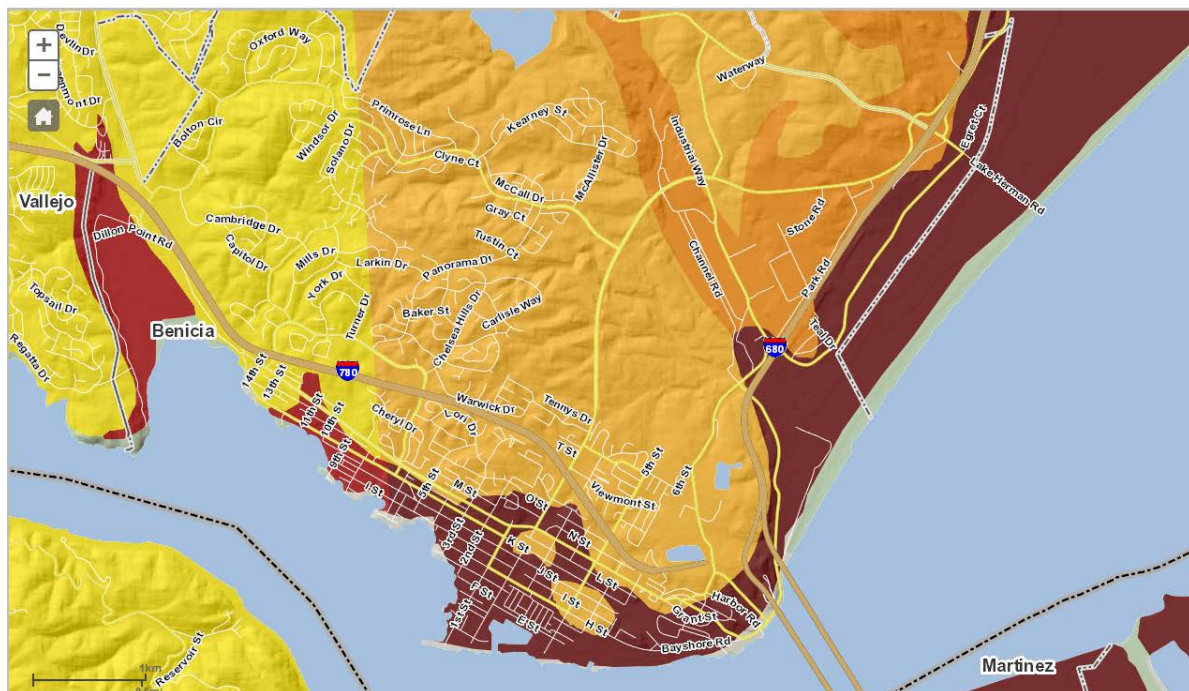 Devlin Dr
Oxford Way
+
−
Bolton Cir
Windsor Dr
Solano Dr
Primrose Ln
Kearney St
Clyne Ct
McAllister Dr
McCall Dr
Gray Ct
Tustin Ct
Waterway
Industrial Way
Egret Ct
Lake Herman Rd
Vallejo
Dillon Point Rd
Cambridge Dr
Capitol Dr
Mills Dr
York Dr
Larkin Dr
Panorama Dr
Stone Rd
Channel Rd
Park Rd
Topsail Dr
Regatta Dr
Benicia
Turner Dr
Baker St
Chelsea Hills Dr
Carlisle Way
Teal Dr
680
780
14th St
13th St
11th St
10th St
9th St
I St
Cheryl Dr
Lori Dr
Warwick Dr
Tennys Dr
T St
5th St
6th St
Viewmont St
5th St
M St
O St
N St
3rd St
2nd St
K St
J St
L St
I St
1st St
F St
E St
H St
Grant St
Harbor Rd
Bayshore Rd
Reservoir St
1km
Martinez